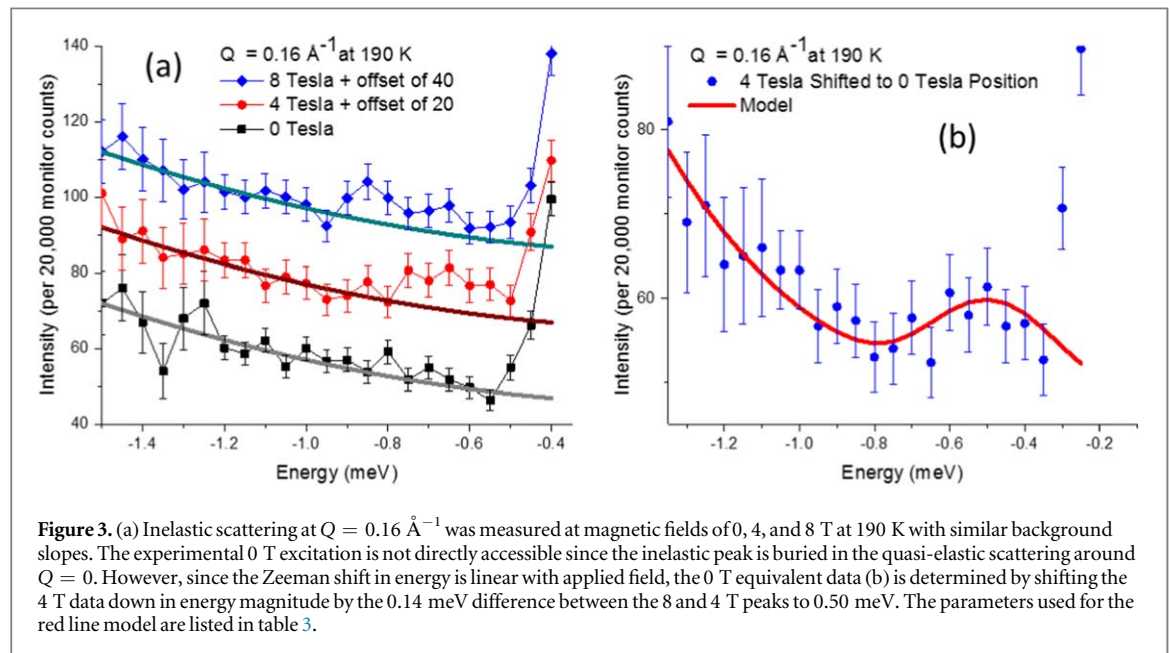 (a)
Q = 0.16 Å⁻¹ at 190 K
8 Tesla + offset of 40
4 Tesla + offset of 20
0 Tesla
Intensity (per 20,000 monitor counts)
140
120
100
80
60
40
-1.4 -1.2 -1.0 -0.8 -0.6 -0.4
Energy (meV)
Q = 0.16 Å⁻¹ at 190 K
4 Tesla Shifted to 0 Tesla Position
Model
(b)
Intensity (per 20,000 monitor counts)
80
60
-1.2 -1.0 -0.8 -0.6 -0.4 -0.2
Energy (meV)
Figure 3. (a) Inelastic scattering at Q = 0.16 Å⁻¹ was measured at magnetic fields of 0, 4, and 8 T at 190 K with similar background
slopes. The experimental 0 T excitation is not directly accessible since the inelastic peak is buried in the quasi-elastic scattering around
Q = 0. However, since the Zeeman shift in energy is linear with applied field, the 0 T equivalent data (b) is determined by shifting the
4 T data down in energy magnitude by the 0.14 meV difference between the 8 and 4 T peaks to 0.50 meV. The parameters used for the
red line model are listed in table 3.